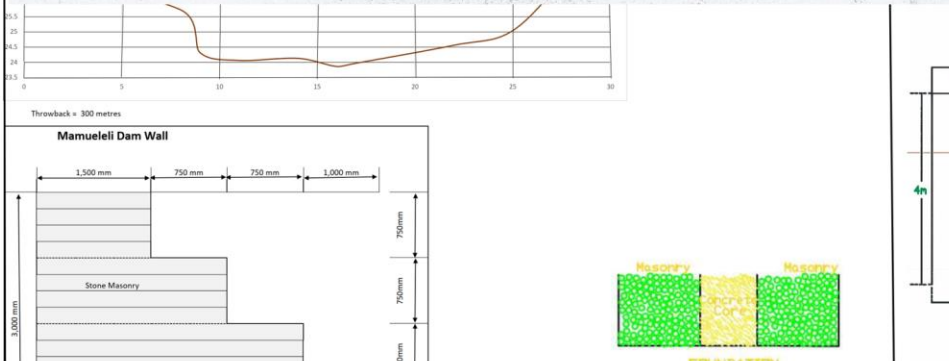 25.5
25
24.5
24
23.5
0 5 10 15 20 25 30
Throwback = 300 metres
Mamueleli Dam Wall
1,500 mm 750 mm 750 mm 1,000 mm
750mm
Stone Masonry
750mm
3,000 mm
4m
Masonry Masonry
Concrete
Core